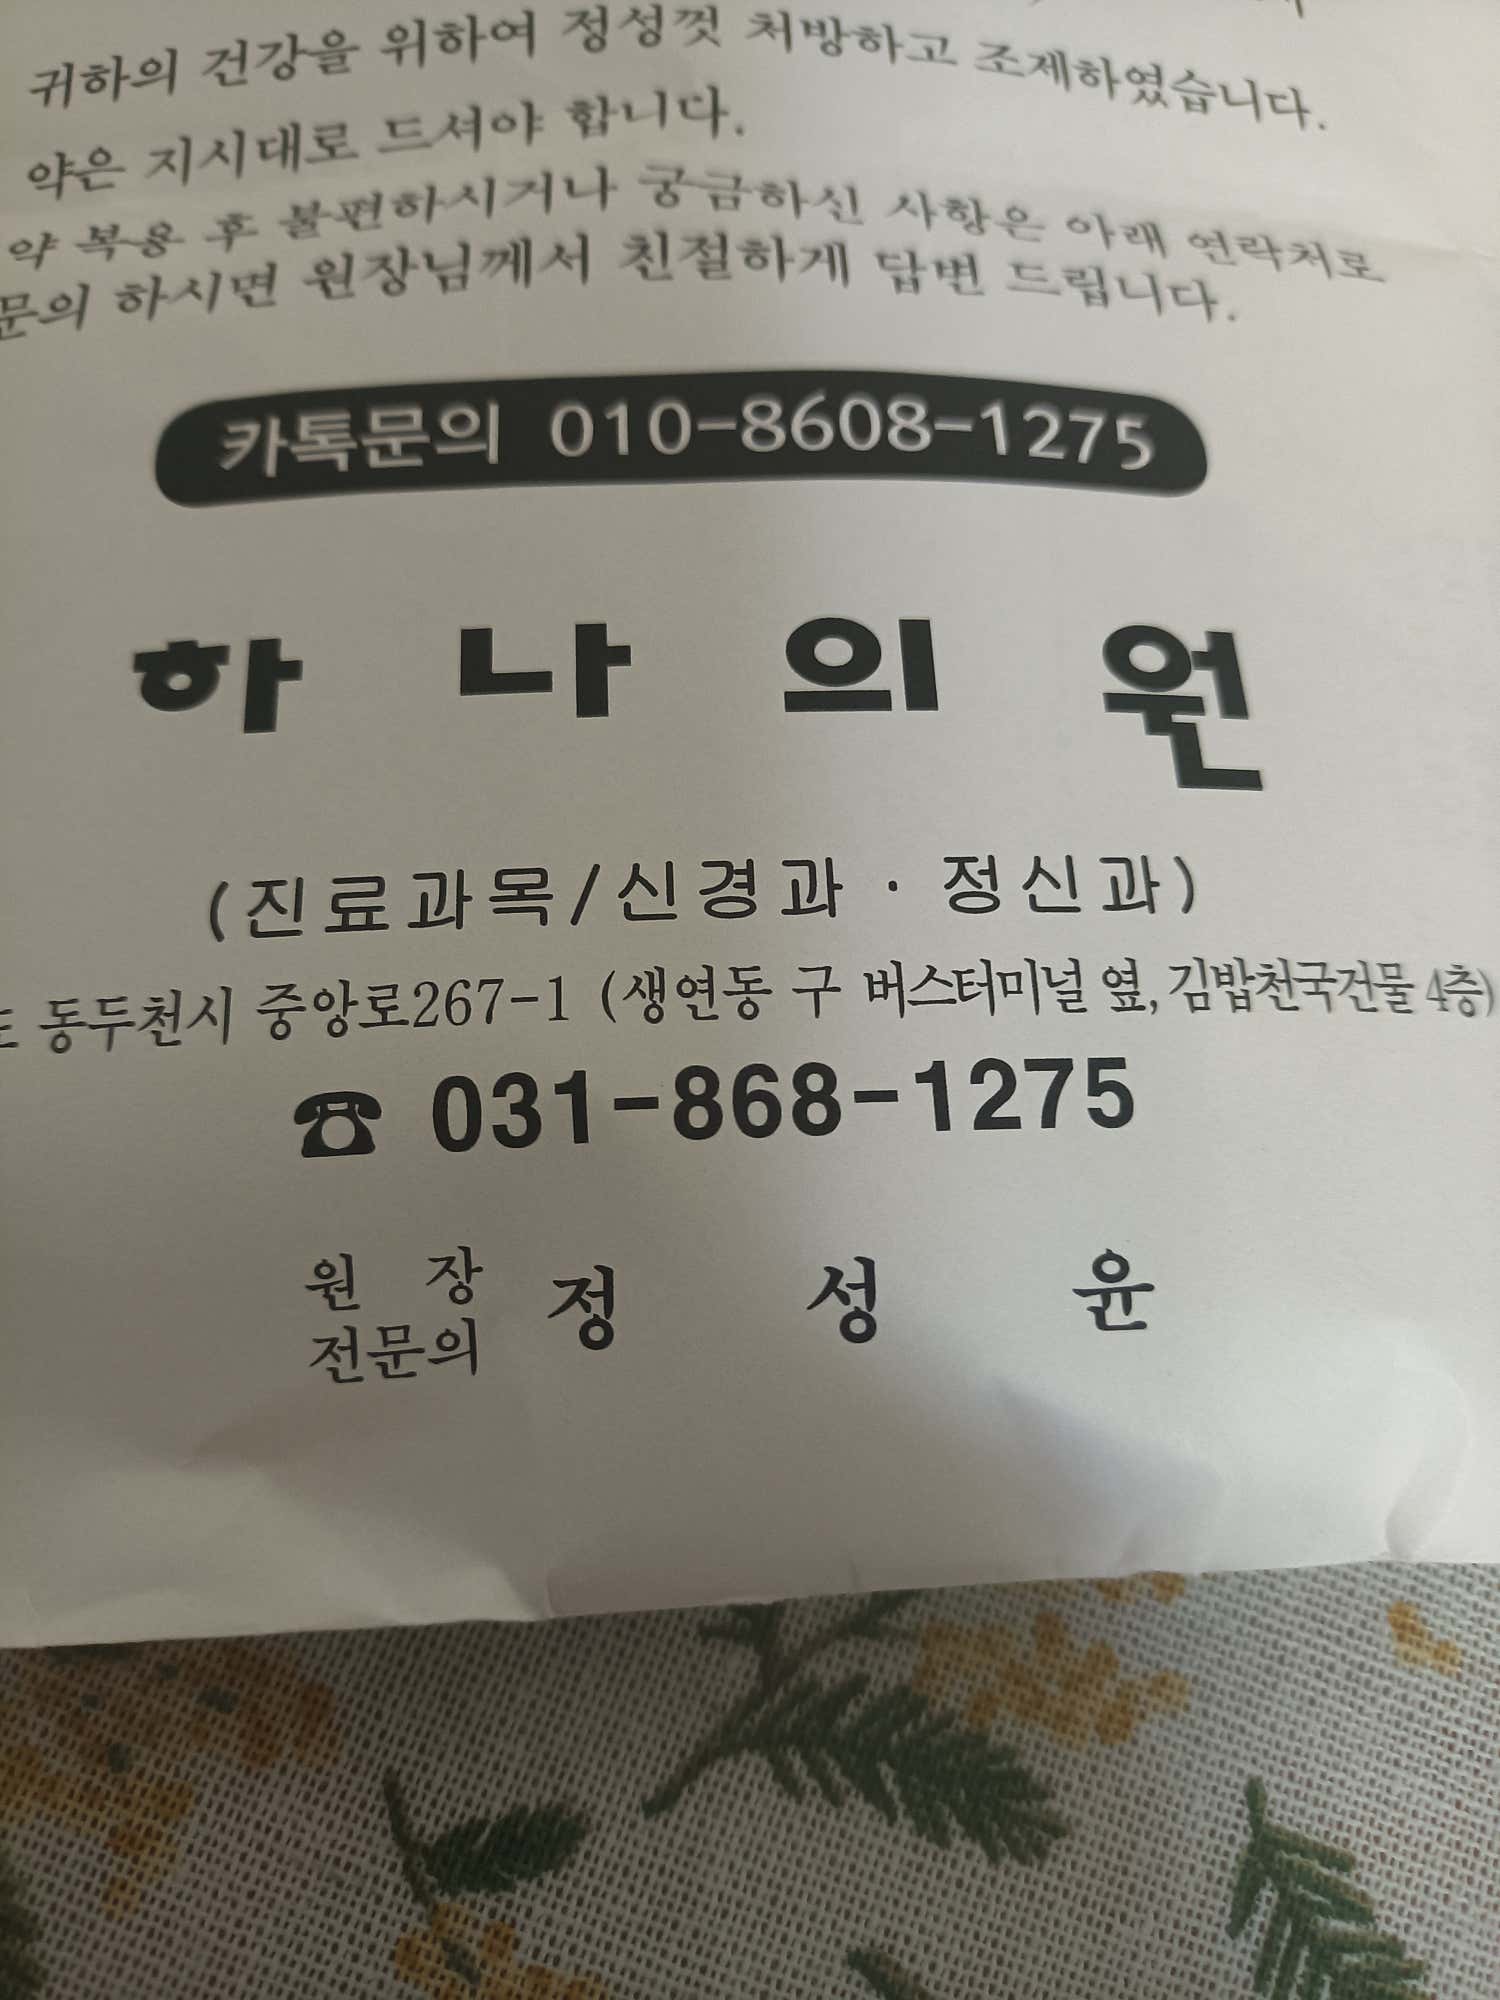 귀하의 건강을 위하여 정성껏 처방하고 조제하였습니다.
약은 지시대로 드셔야 합니다.
약 복용 후 불편하시거나 궁금하신 사항은 아래 연락처로
문의 하시면 원장님께서 친절하게 답변 드립니다.
카톡문의 010-8608-1275
하나의원
(진료과목/신경과 · 정신과)
동두천시 중앙로267-1 (생연동 구 버스터미널 옆, 김밥천국건물 4층)
☎ 031-868-1275
원장
전문의 정성윤